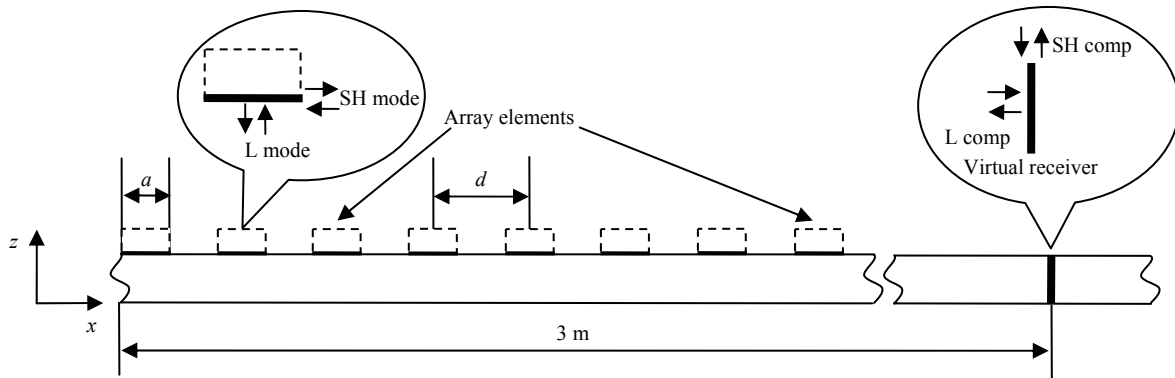 SH comp
SH mode
L comp
L mode
Virtual receiver
Array elements
a
d
z
x
3 m